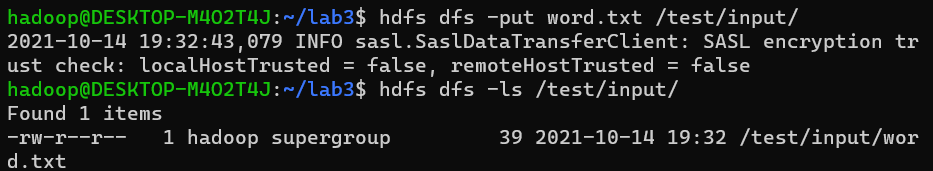 hadoop@DESKTOP-M4O2T4J:~/lab3$ hdfs dfs -put word.txt /test/input/
2021-10-14 19:32:43,079 INFO sasl.SaslDataTransferClient: SASL encryption tr
ust check: localHostTrusted = false, remoteHostTrusted = false
hadoop@DESKTOP-M4O2T4J:~/lab3$ hdfs dfs -ls /test/input/
Found 1 items
-rw-r--r--   1 hadoop supergroup         39 2021-10-14 19:32 /test/input/wor
d.txt